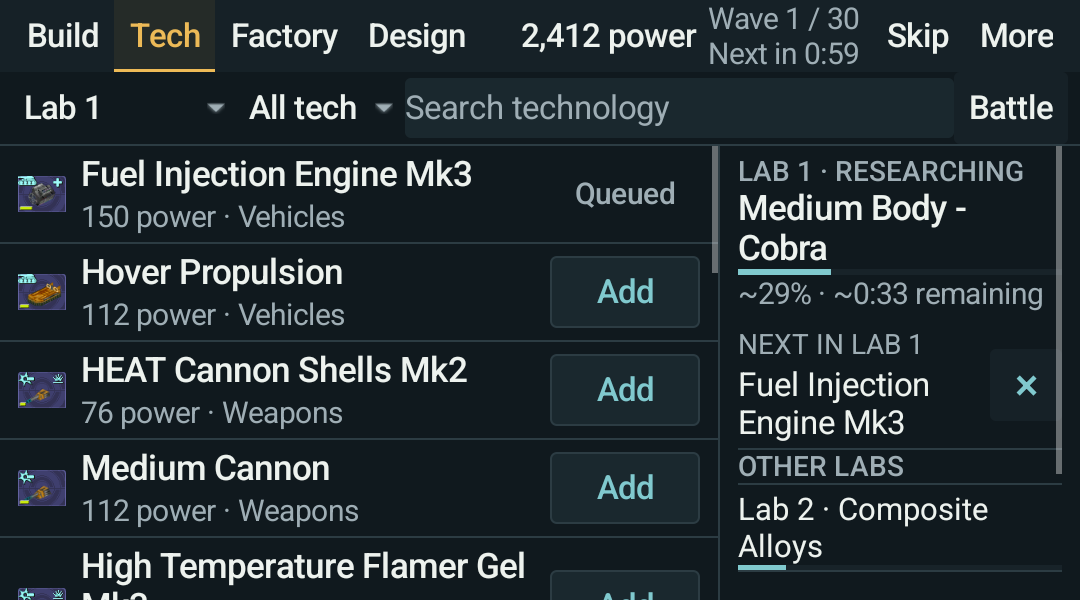 Build Tech Factory Design 2,412 power Wave 1 / 30 Skip More
Next in 0:59
Lab 1 All tech Search technology Battle
Fuel Injection Engine Mk3
150 power · Vehicles
Queued
Hover Propulsion
112 power · Vehicles
Add
HEAT Cannon Shells Mk2
76 power · Weapons
Add
Medium Cannon
112 power · Weapons
Add
High Temperature Flamer Gel
Mk2
Add
LAB 1 · RESEARCHING
Medium Body -
Cobra
~29% · ~0:33 remaining
NEXT IN LAB 1
Fuel Injection
Engine Mk3
×
OTHER LABS
Lab 2 · Composite
Alloys